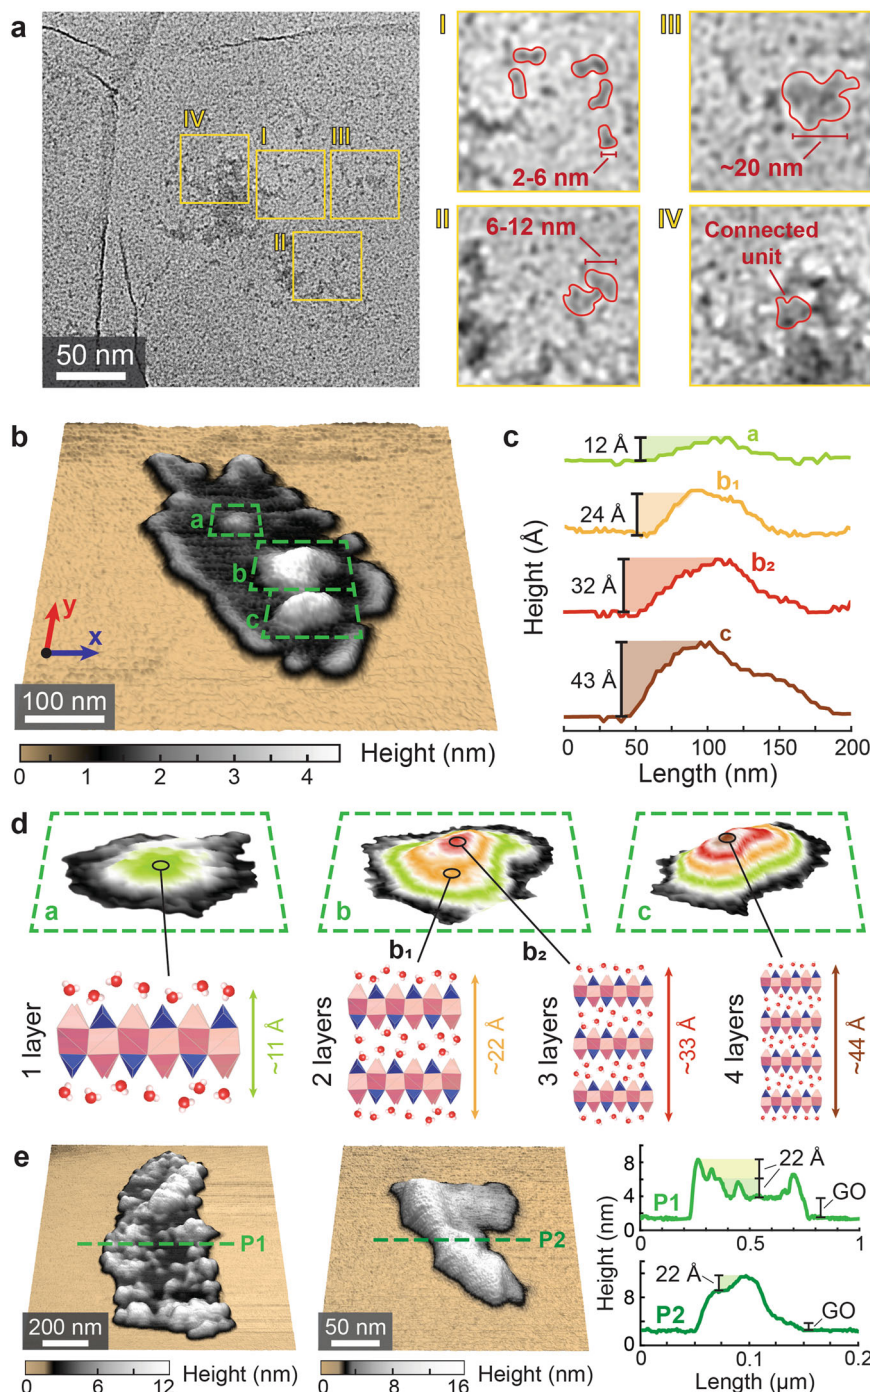 a
IV
I
III
II
50 nm
I
2-6 nm
III
~20 nm
II
6-12 nm
IV
Connected
unit
b
a
b
c
y
x
100 nm
0 1 2 3 4
Height (nm)
c
Height (Å)
12 Å
a
24 Å
b₁
32 Å
b₂
43 Å
c
0 50 100 150 200
Length (nm)
d
a
b
c
b₁
b₂
1 layer
~11 Å
2 layers
~22 Å
3 layers
~33 Å
4 layers
~44 Å
e
P1
200 nm
0 6 12
Height (nm)
P2
50 nm
0 8 16
Height (nm)
Height (nm)
8
4
0
P1
22 Å
GO
0 0.5 1
12
8
4
0
22 Å
P2
GO
0 0.1 0.2
Length (µm)